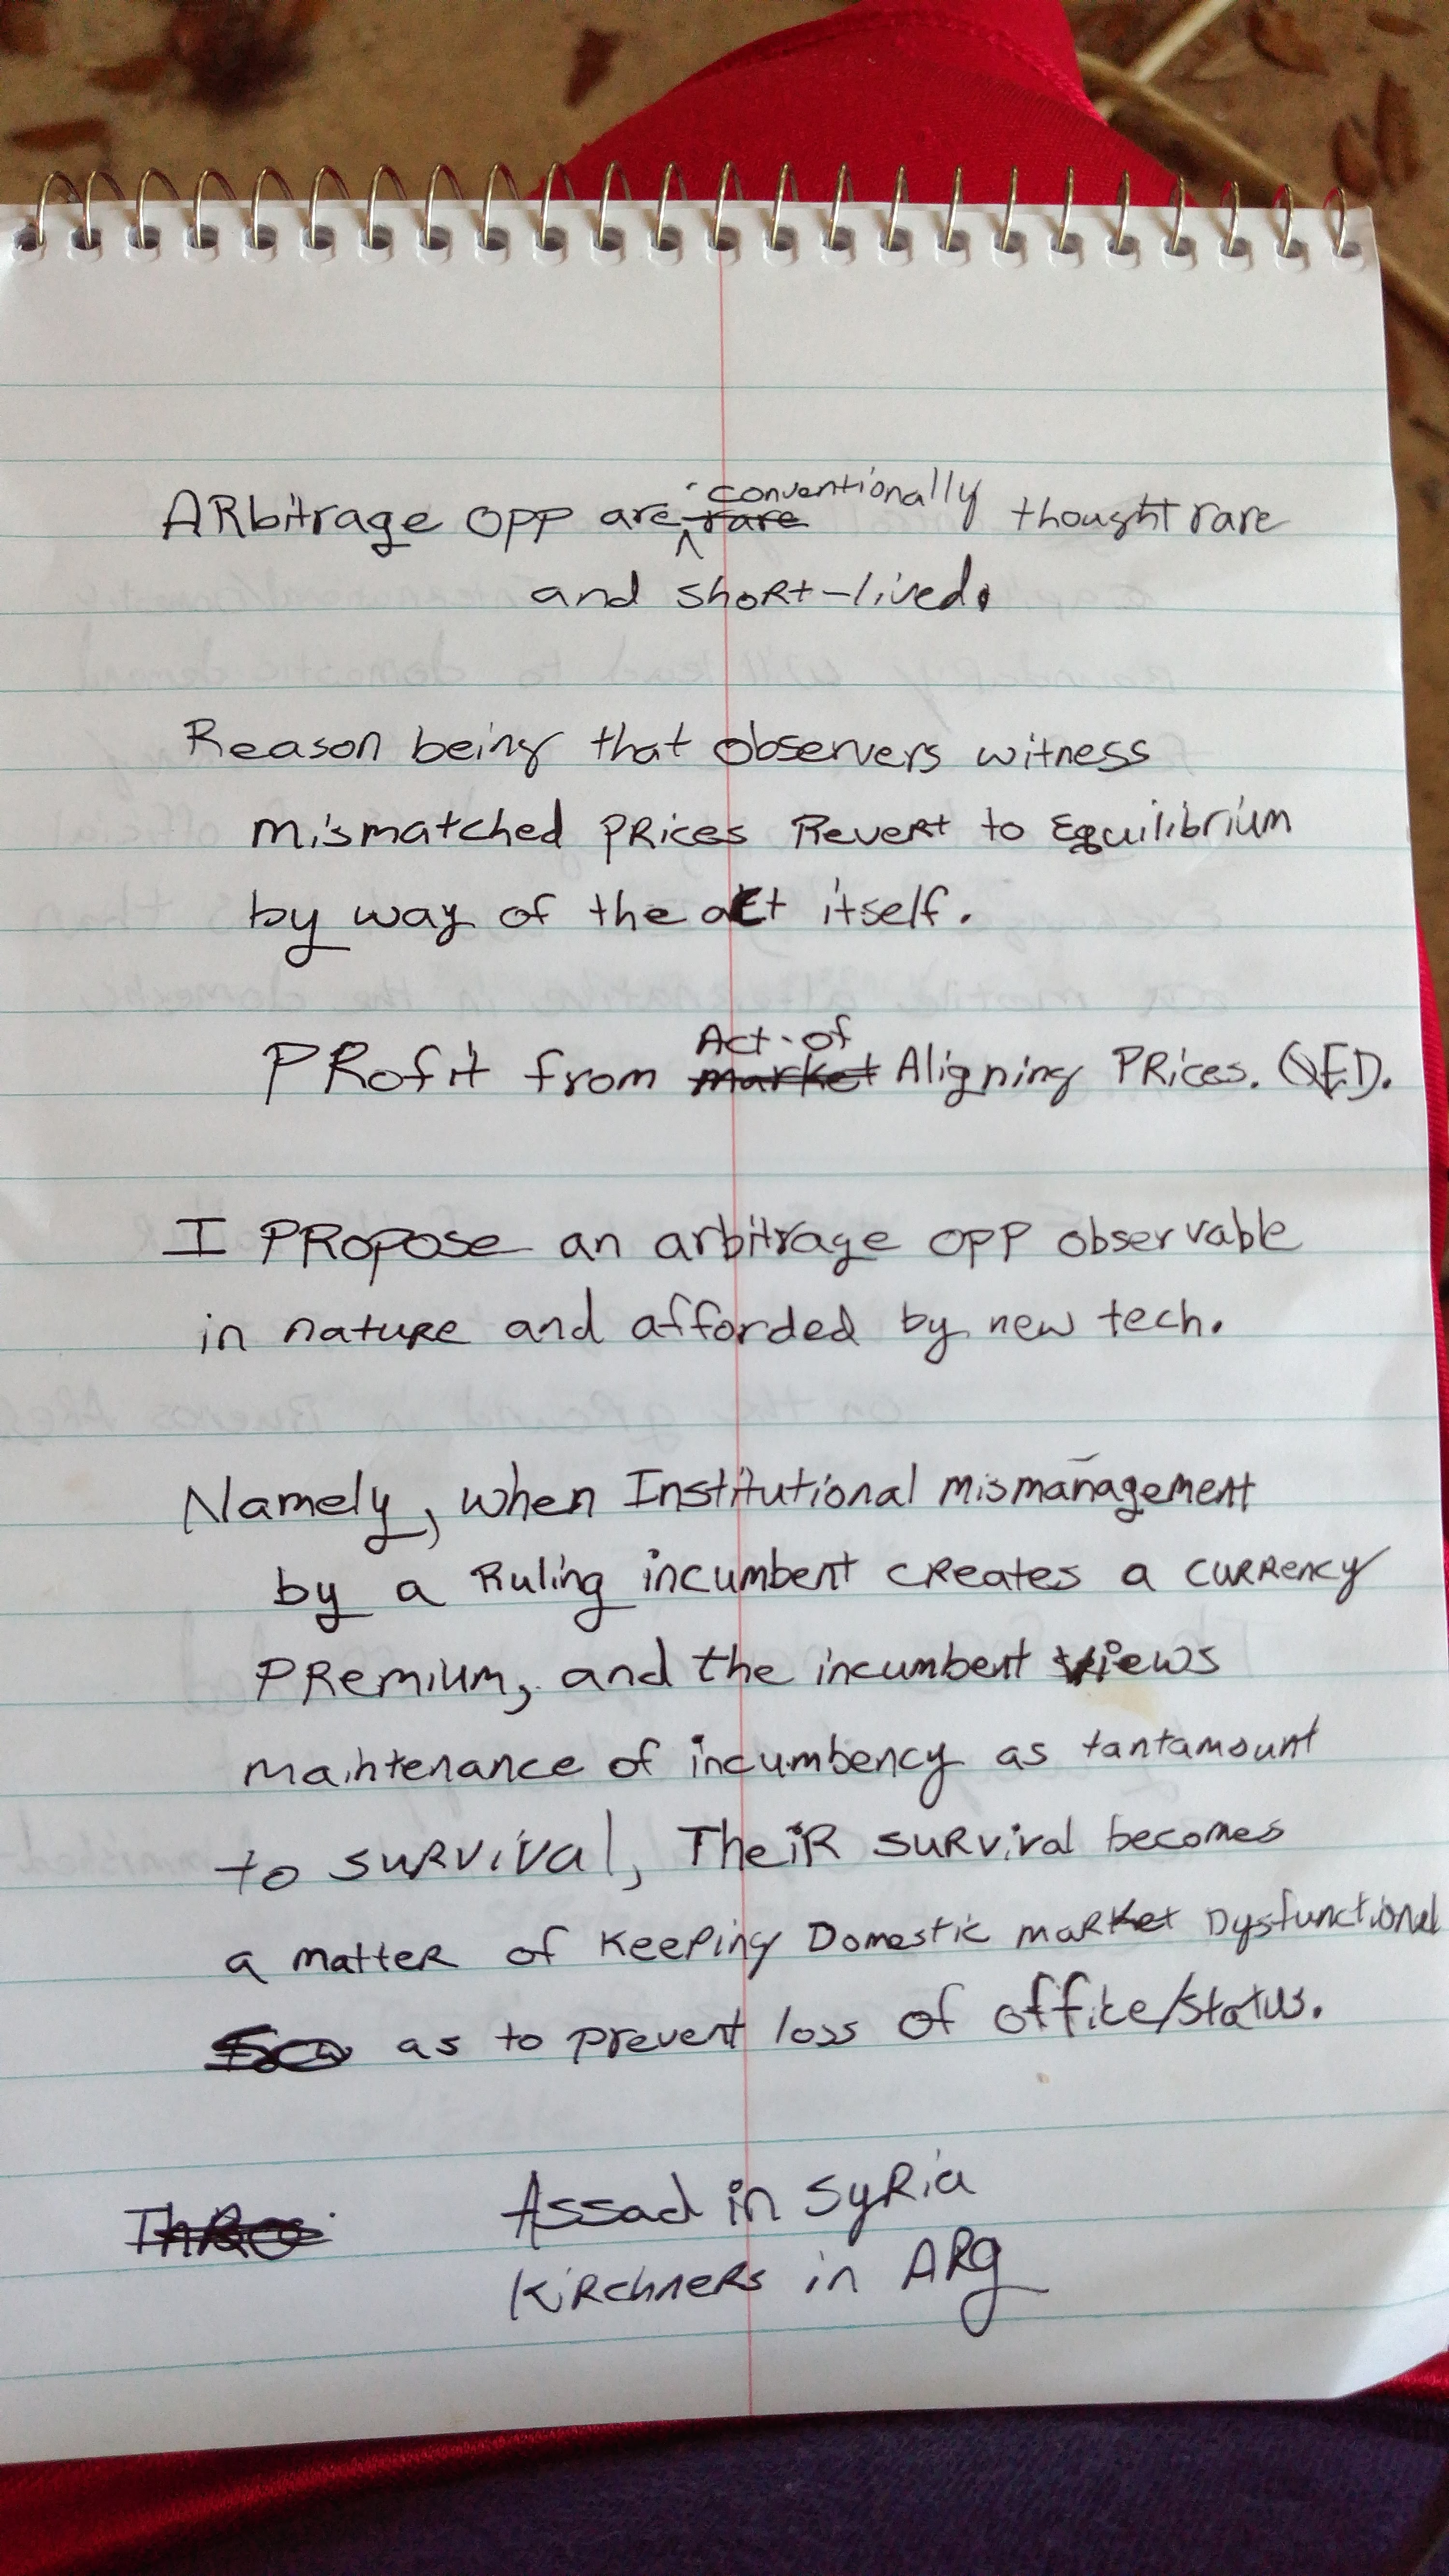 Arbitrage opp are rare conventionally thought rare
and short-lived.
Reason being that observers witness
mismatched prices revert to equilibrium
by way of the act itself.
Profit from market Act of Aligning Prices. QED.
I propose an arbitrage opp observable
in nature and afforded by new tech.
Namely, when Institutional mismanagement
by a Ruling incumbent creates a currency
premium, and the incumbent views
maintenance of incumbency as tantamount
to survival, Their survival becomes
a matter of keeping Domestic market Dysfunctional
as to prevent loss of office/status.
Assad in Syria
Kirchners in ARg